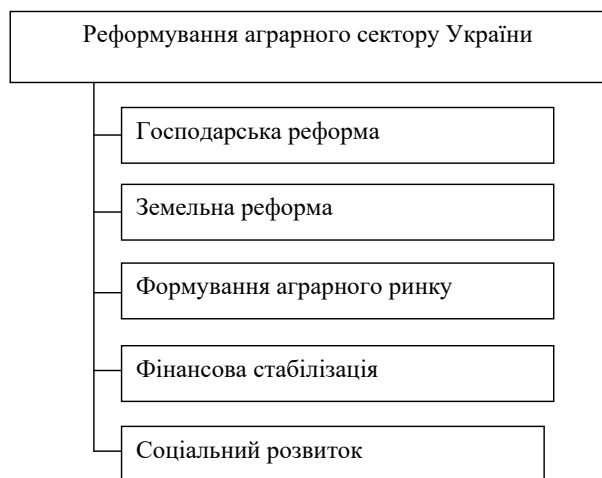 Реформування аграрного сектору України
Господарська реформа
Земельна реформа
Формування аграрного ринку
Фінансова стабілізація
Соціальний розвиток